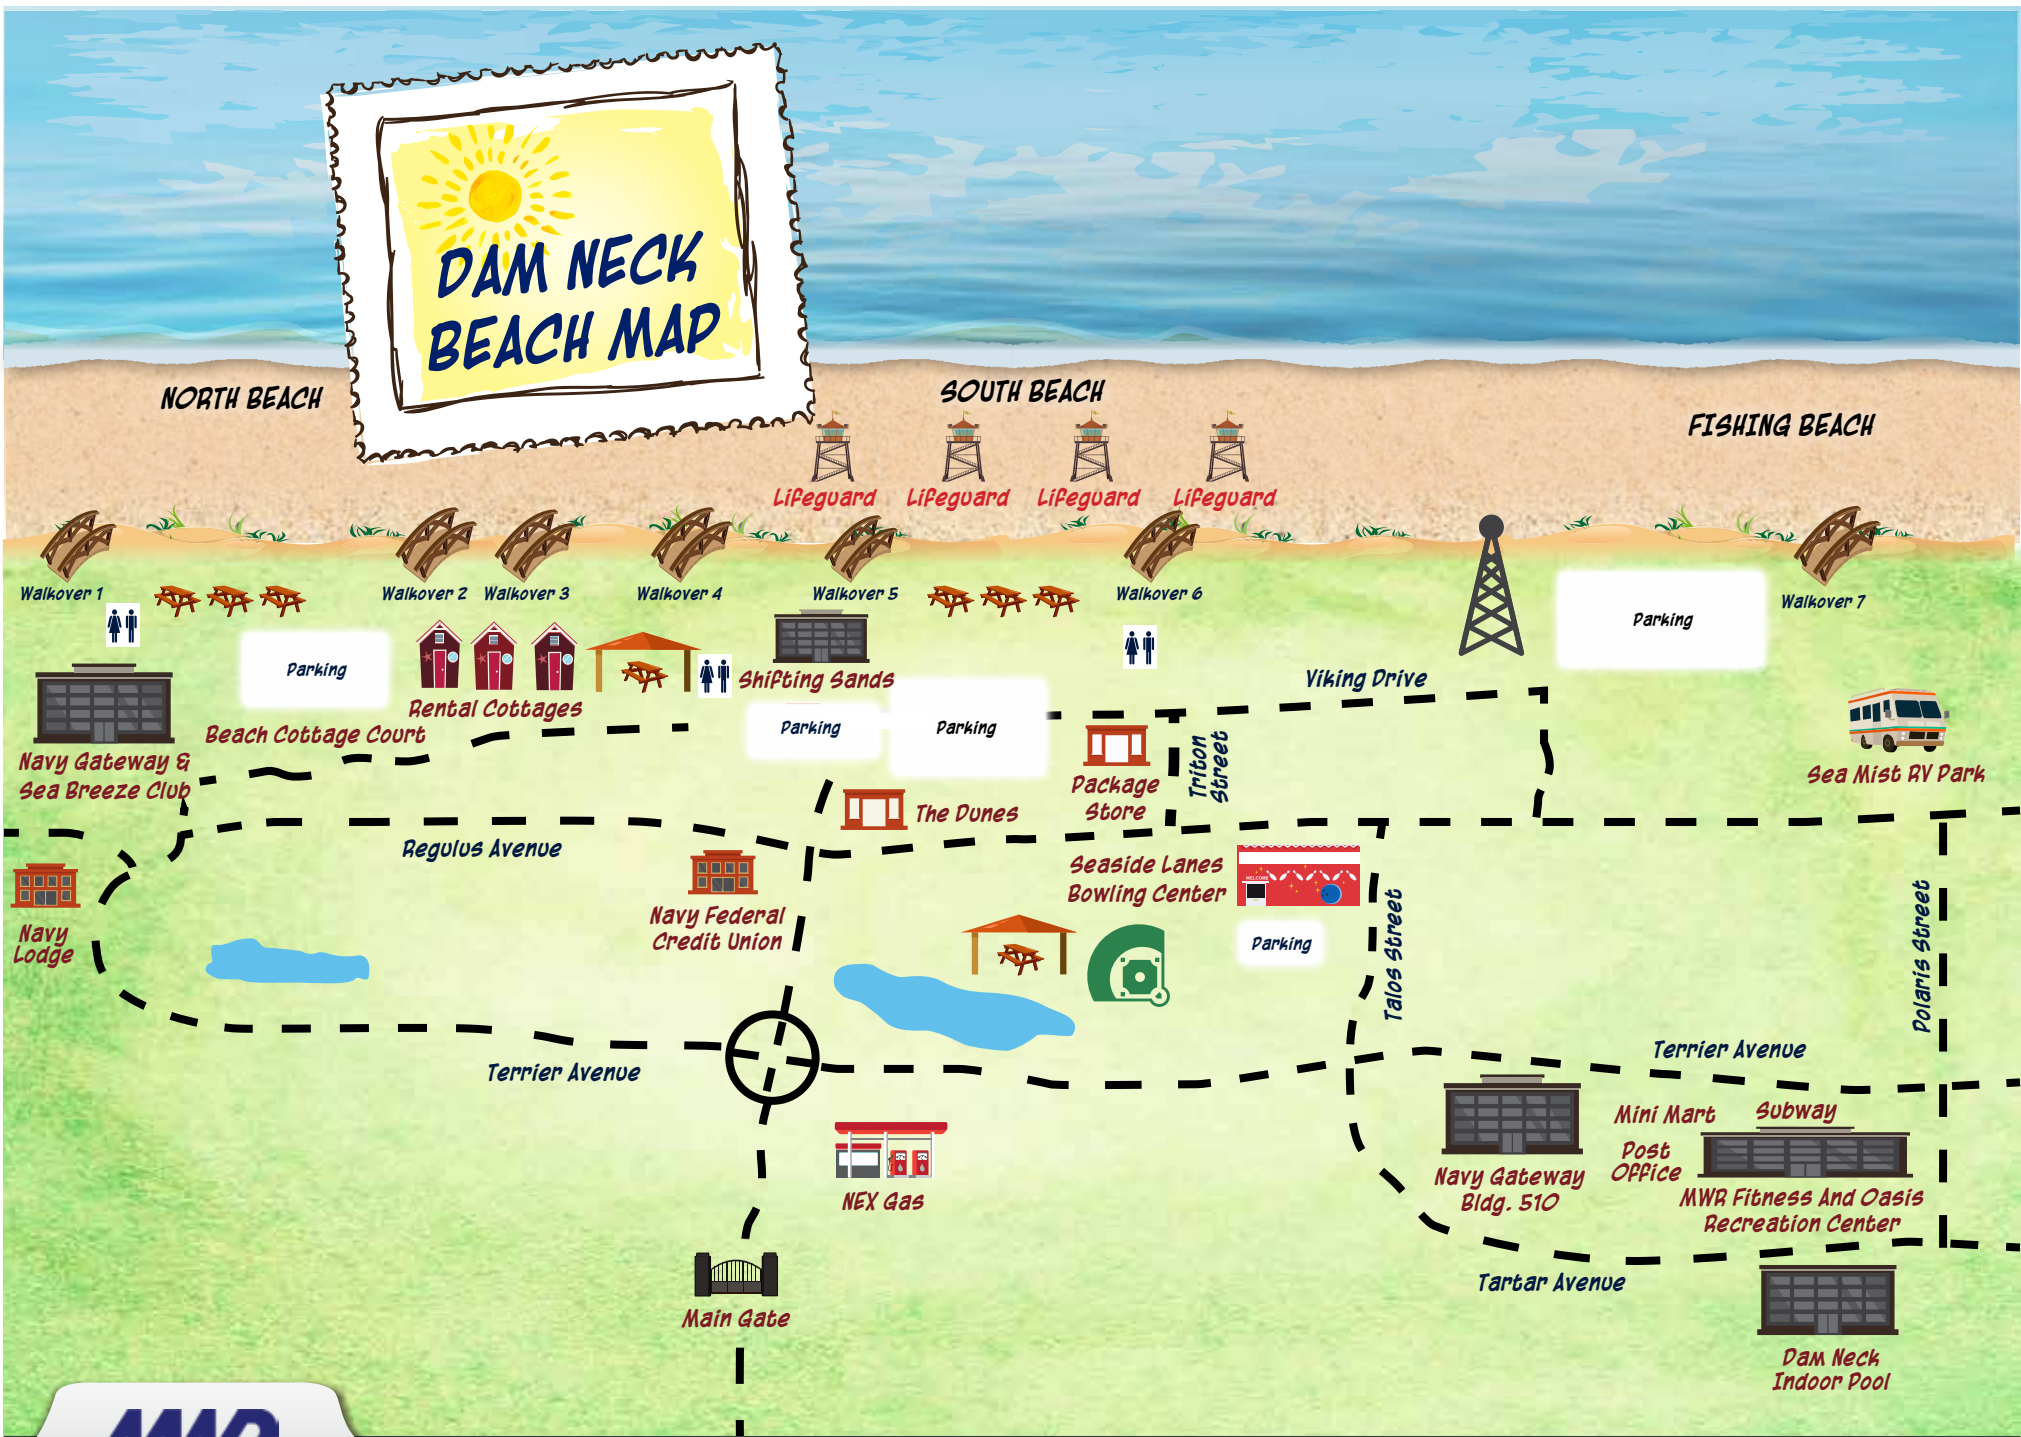 DAM NECK
BEACH MAP
NORTH BEACH
SOUTH BEACH
FISHING BEACH
Lifeguard
Lifeguard
Lifeguard
Lifeguard
Walkover 1
Walkover 2
Walkover 3
Walkover 4
Walkover 5
Walkover 6
Walkover 7
Parking
Parking
Shifting Sands
Viking Drive
Rental Cottages
Beach Cottage Court
Parking
Parking
Navy Gateway &
Sea Breeze Club
Triton
Street
Package
Store
Sea Mist RV Park
The Dunes
Regulus Avenue
Seaside Lanes
Bowling Center
WELCOME
Navy Federal
Credit Union
Navy
Lodge
Parking
Talos Street
Polaris Street
Terrier Avenue
Terrier Avenue
Mini Mart
Subway
Post
Office
Navy Gateway
Bldg. 510
MWR Fitness And Oasis
Recreation Center
NEX Gas
Tartar Avenue
Main Gate
Dam Neck
Indoor Pool
MWR